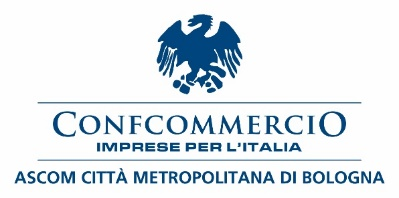 CONFCOMMERCIO
IMPRESE PER L'ITALIA
ASCOM CITTÀ METROPOLITANA DI BOLOGNA